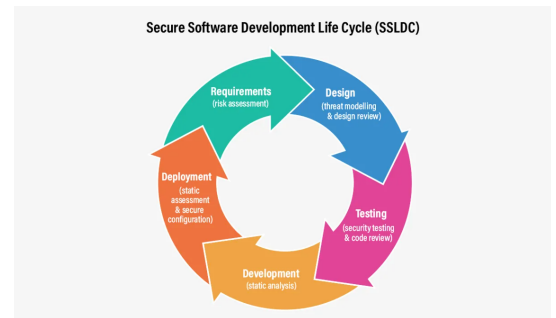 Secure Software Development Life Cycle (SSLDC)
Requirements
(risk assessment)
Design
(threat modelling
& design review)
Testing
(security testing
& code review)
Development
(static analysis)
Deployment
(static
assessment
& secure
configuration)